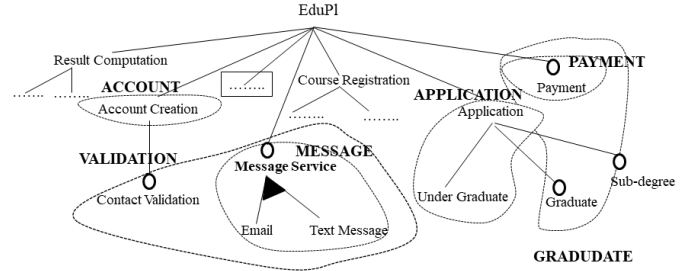 EduPl
Result Computation
PAYMENT
ACCOUNT
........
Course Registration
Payment
...... .......
APPLICATION
Account Creation
Application
....... .......
VALIDATION
MESSAGE
Message Service
Sub-degree
Contact Validation
Under Graduate
Graduate
Email
Text Message
GRADUDATE